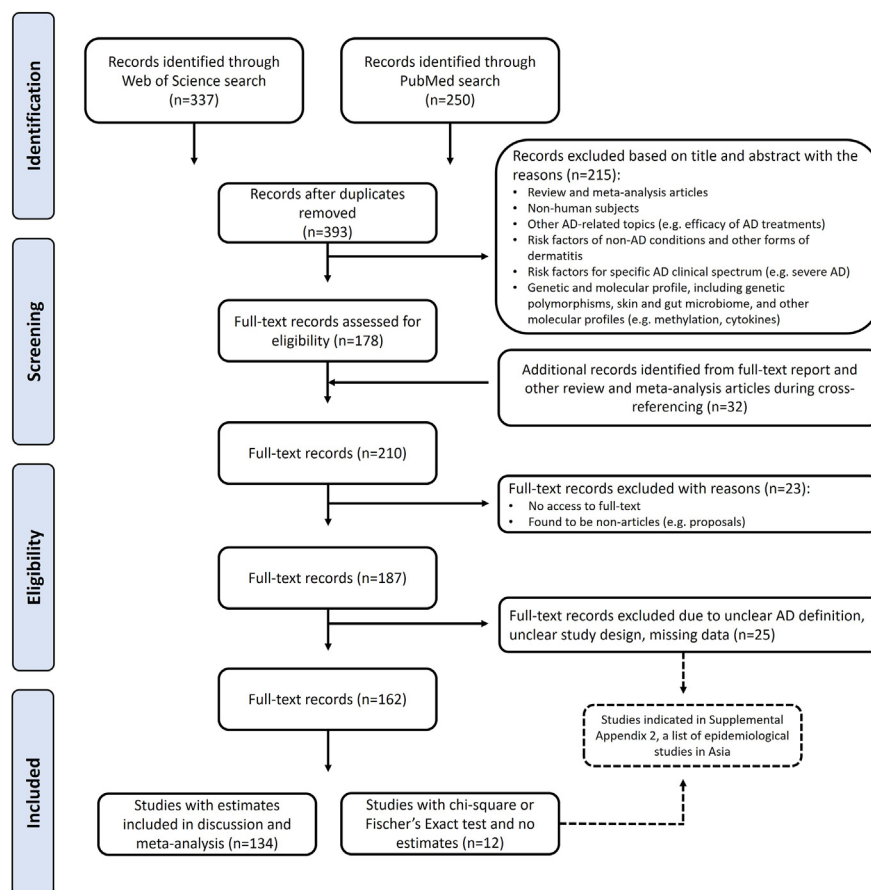 Identification
Records identified through
Web of Science search
(n=337)
Records identified through
PubMed search
(n=250)
Records after duplicates
removed
(n=393)
Records excluded based on title and abstract with the
reasons (n=215):
• Review and meta-analysis articles
• Non-human subjects
• Other AD-related topics (e.g. efficacy of AD treatments)
• Risk factors of non-AD conditions and other forms of
dermatitis
• Risk factors for specific AD clinical spectrum (e.g. severe AD)
• Genetic and molecular profile, including genetic
polymorphisms, skin and gut microbiome, and other
molecular profiles (e.g. methylation, cytokines)
Screening
Full-text records assessed for
eligibility (n=178)
Additional records identified from full-text report and
other review and meta-analysis articles during cross-
referencing (n=32)
Full-text records (n=210)
Eligibility
Full-text records excluded with reasons (n=23):
• No access to full-text
• Found to be non-articles (e.g. proposals)
Full-text records (n=187)
Full-text records excluded due to unclear AD definition,
unclear study design, missing data (n=25)
Included
Full-text records (n=162)
Studies indicated in Supplemental
Appendix 2, a list of epidemiological
studies in Asia
Studies with estimates
included in discussion and
meta-analysis (n=134)
Studies with chi-square or
Fischer's Exact test and no
estimates (n=12)